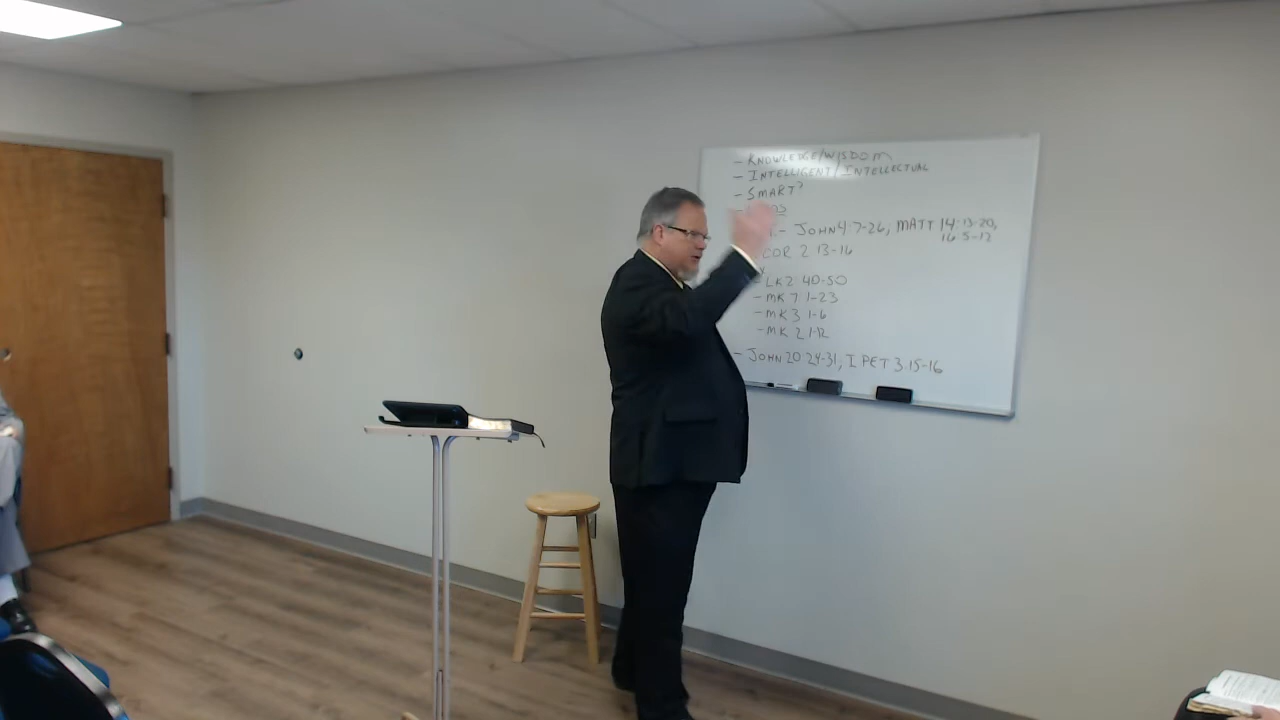 - KNOWLEDGE/WISDOM
- INTELLIGENT/INTELLECTUAL
- SMART?
- JOHN 4:7-26, MATT 14:13-20,
16:5-12
COR 2:13-16
- LK 2:40-50
- MK 7:1-23
- MK 3:1-6
- MK 2:1-12
- JOHN 20:24-31, I PET 3:15-16